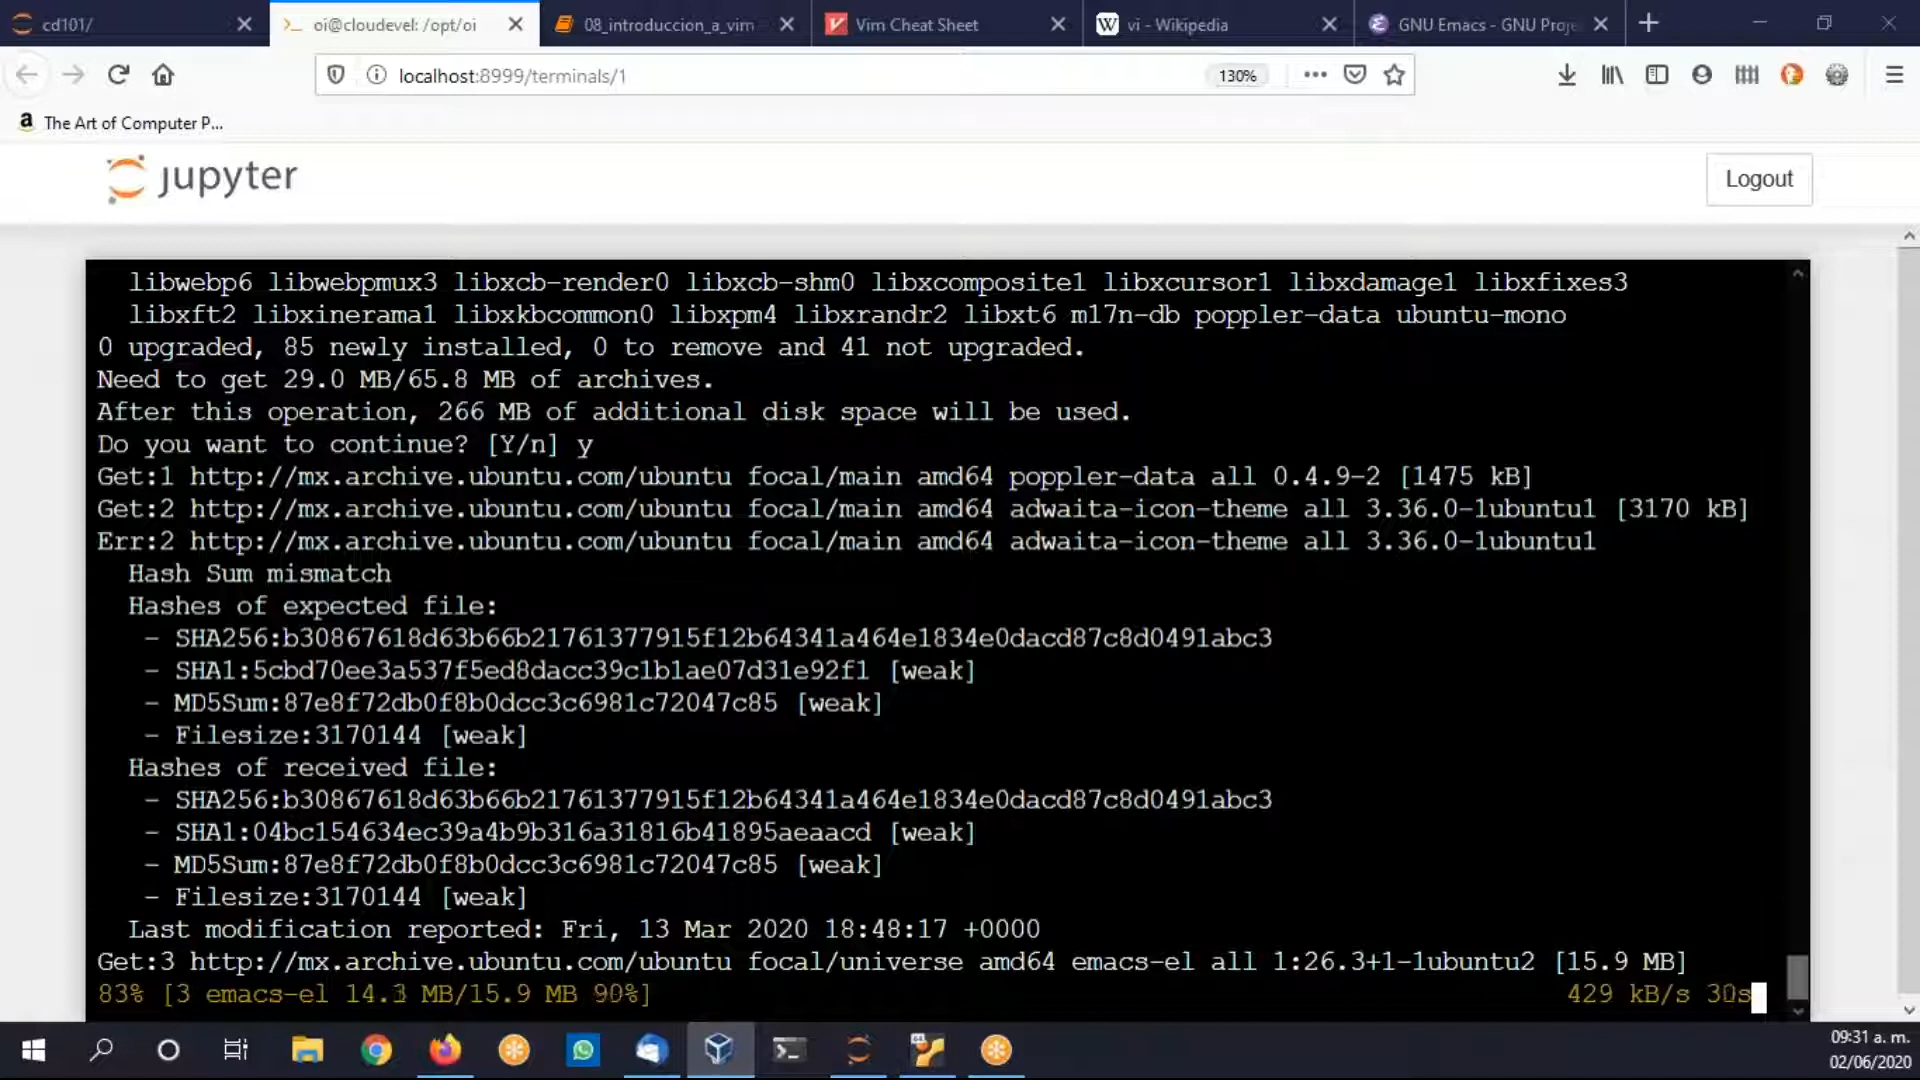 cd101/
oi@cloudevel: /opt/oi
08_introduccion_a_vim
Vim Cheat Sheet
W
vi - Wikipedia
GNU Emacs - GNU Proje
localhost:8999/terminals/1
130%
a The Art of Computer P...
jupyter
Logout
libwebp6 libwebpmux3 libxcb-render0 libxcb-shm0 libxcomposite1 libxcursor1 libxdamage1 libxfixes3
libxft2 libxinerama1 libxkbcommon0 libxpm4 libxrandr2 libxt6 m17n-db poppler-data ubuntu-mono
0 upgraded, 85 newly installed, 0 to remove and 41 not upgraded.
Need to get 29.0 MB/65.8 MB of archives.
After this operation, 266 MB of additional disk space will be used.
Do you want to continue? [Y/n] y
Get:1 http://mx.archive.ubuntu.com/ubuntu focal/main amd64 poppler-data all 0.4.9-2 [1475 kB]
Get:2 http://mx.archive.ubuntu.com/ubuntu focal/main amd64 adwaita-icon-theme all 3.36.0-1ubuntu1 [3170 kB]
Err:2 http://mx.archive.ubuntu.com/ubuntu focal/main amd64 adwaita-icon-theme all 3.36.0-1ubuntu1
Hash Sum mismatch
Hashes of expected file:
- SHA256:b30867618d63b66b21761377915f12b64341a464e1834e0dacd87c8d0491abc3
- SHA1:5cbd70ee3a537f5ed8dacc39c1b1ae07d31e92f1 [weak]
- MD5Sum:87e8f72db0f8b0dcc3c6981c72047c85 [weak]
- Filesize:3170144 [weak]
Hashes of received file:
- SHA256:b30867618d63b66b21761377915f12b64341a464e1834e0dacd87c8d0491abc3
- SHA1:04bc154634ec39a4b9b316a31816b41895aeaacd [weak]
- MD5Sum:87e8f72db0f8b0dcc3c6981c72047c85 [weak]
- Filesize:3170144 [weak]
Last modification reported: Fri, 13 Mar 2020 18:48:17 +0000
Get:3 http://mx.archive.ubuntu.com/ubuntu focal/universe amd64 emacs-el all 1:26.3+1-1ubuntu2 [15.9 MB]
83% [3 emacs-el 14.3 MB/15.9 MB 90%] 429 kB/s 30s
09:31 a. m.
02/06/2020